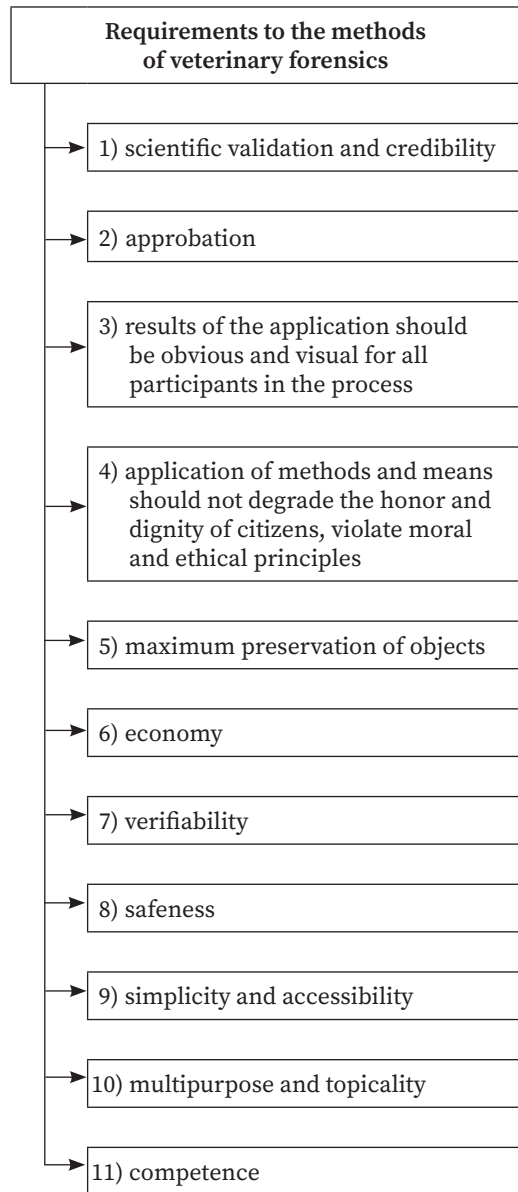 Requirements to the methods
of veterinary forensics
1) scientific validation and credibility
2) approbation
3) results of the application should
be obvious and visual for all
participants in the process
4) application of methods and means
should not degrade the honor and
dignity of citizens, violate moral
and ethical principles
5) maximum preservation of objects
6) economy
7) verifiability
8) safeness
9) simplicity and accessibility
10) multipurpose and topicality
11) competence